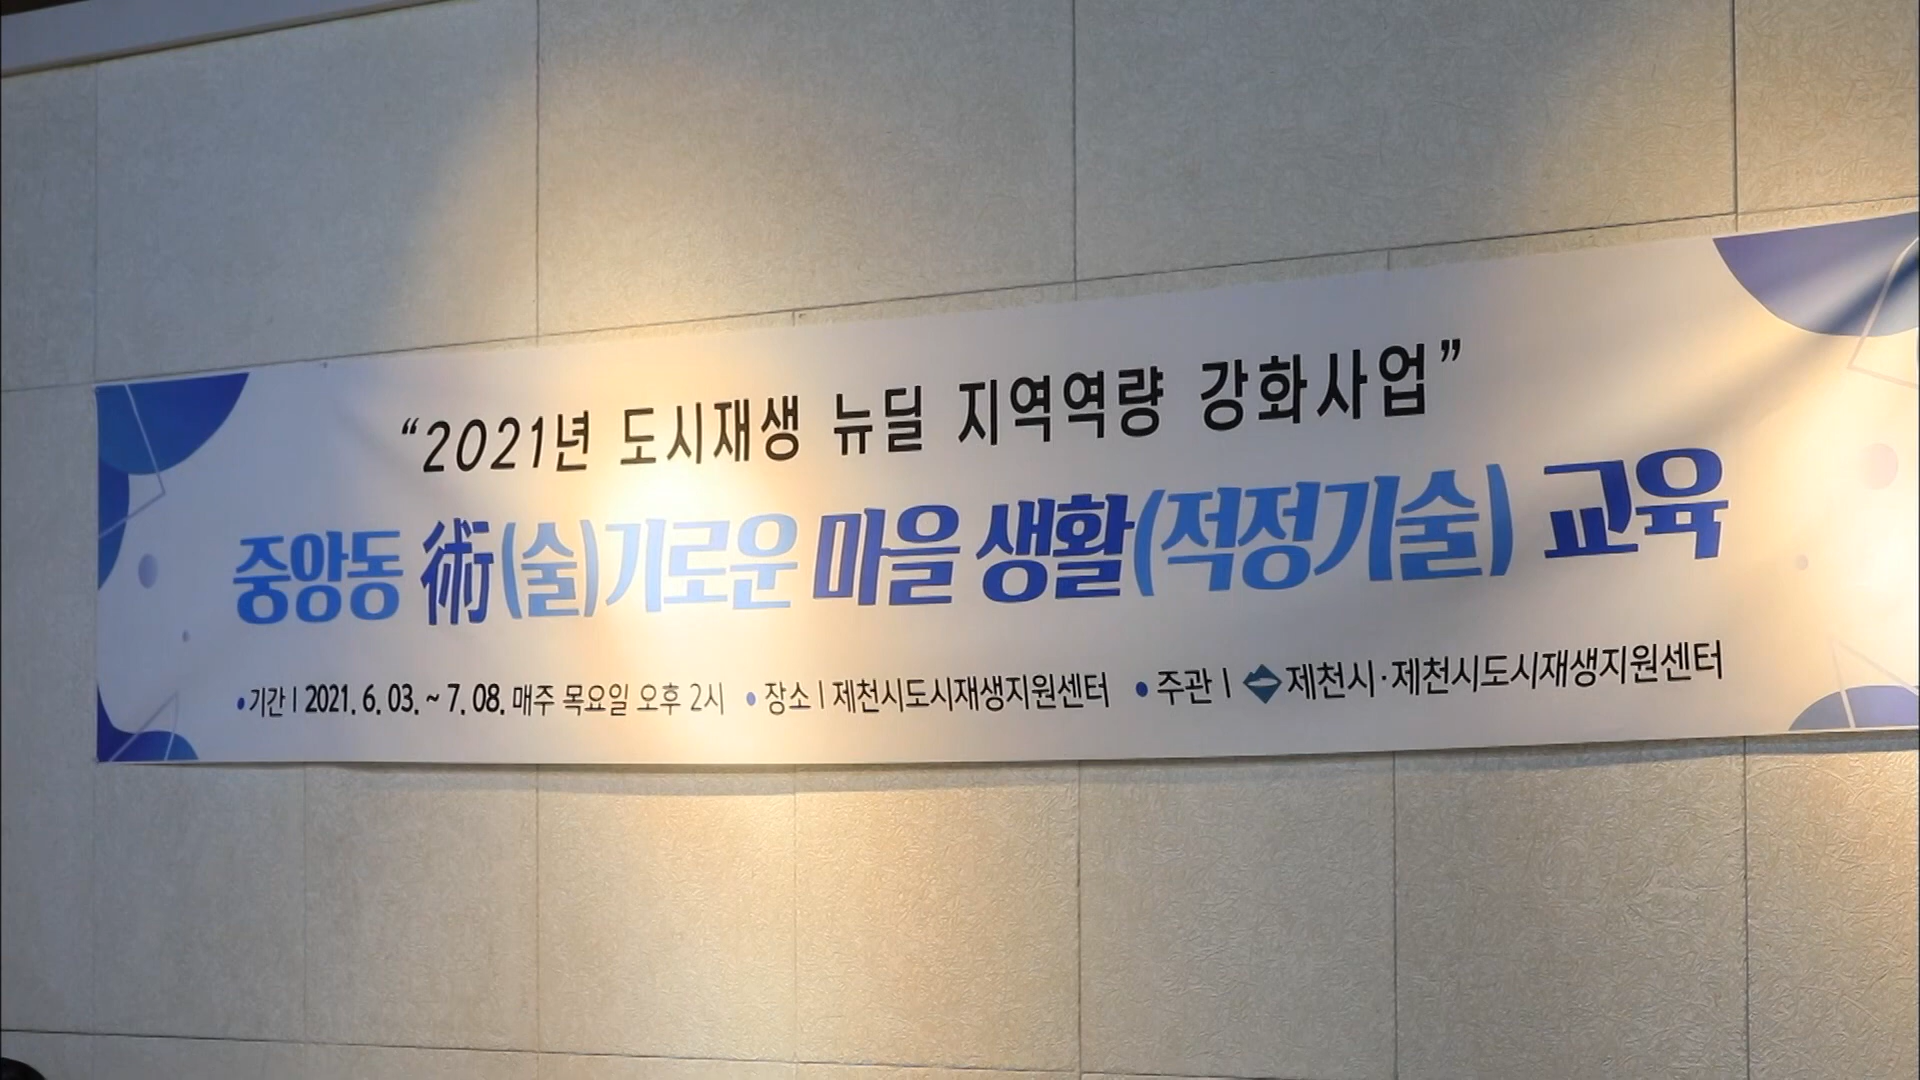 “2021년 도시재생 뉴딜 지역역량 강화사업”
중앙동 術(술)기로운 마을 생활(적정기술) 교육
• 기간 | 2021. 6. 03. ~ 7. 08. 매주 목요일 오후 2시 • 장소 | 제천시도시재생지원센터 • 주관 | 제천시·제천시도시재생지원센터